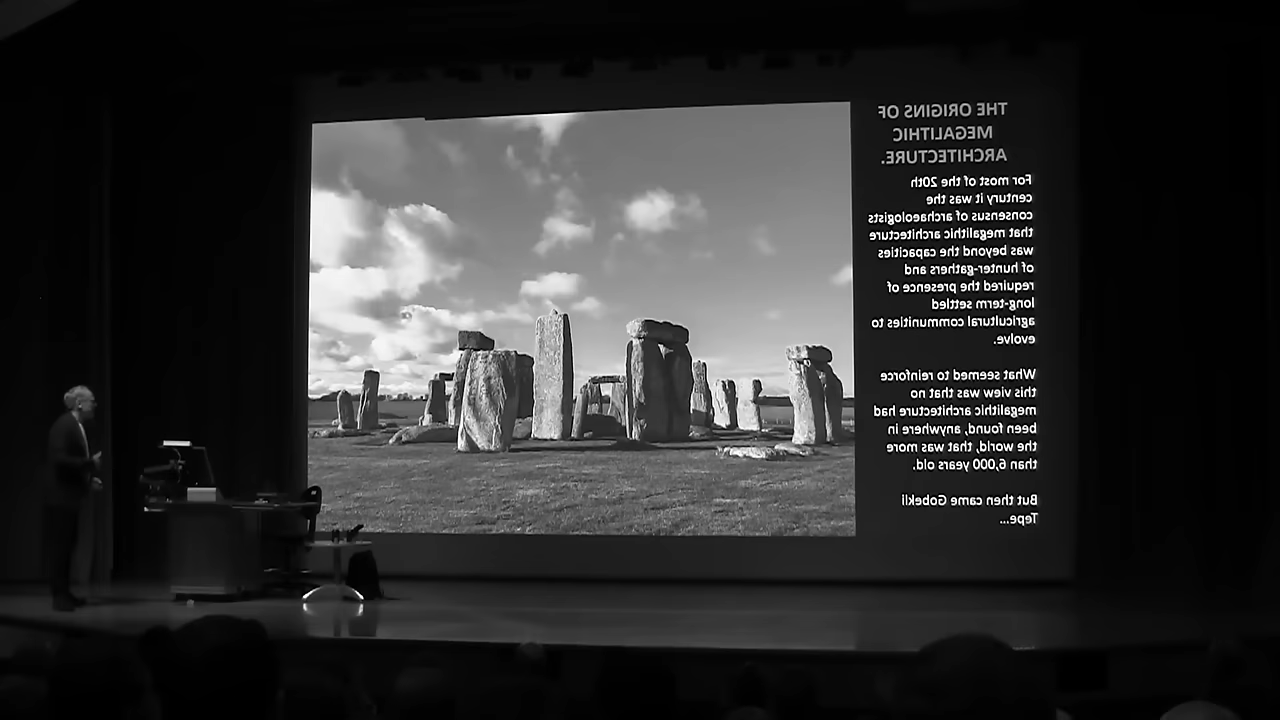 THE ORIGINS OF
MEGALITHIC
ARCHITECTURE.
For most of the 20th
century it was the
consensus of archaeologists
that megalithic architecture
was beyond the capacities
of hunter-gathers and
required the presence of
long-term settled
agricultural communities to
evolve.
What seemed to reinforce
this view was that no
megalithic architecture had
been found, anywhere in
the world, that was more
than 6,000 years old.
But then came Gobekli
Tepe...